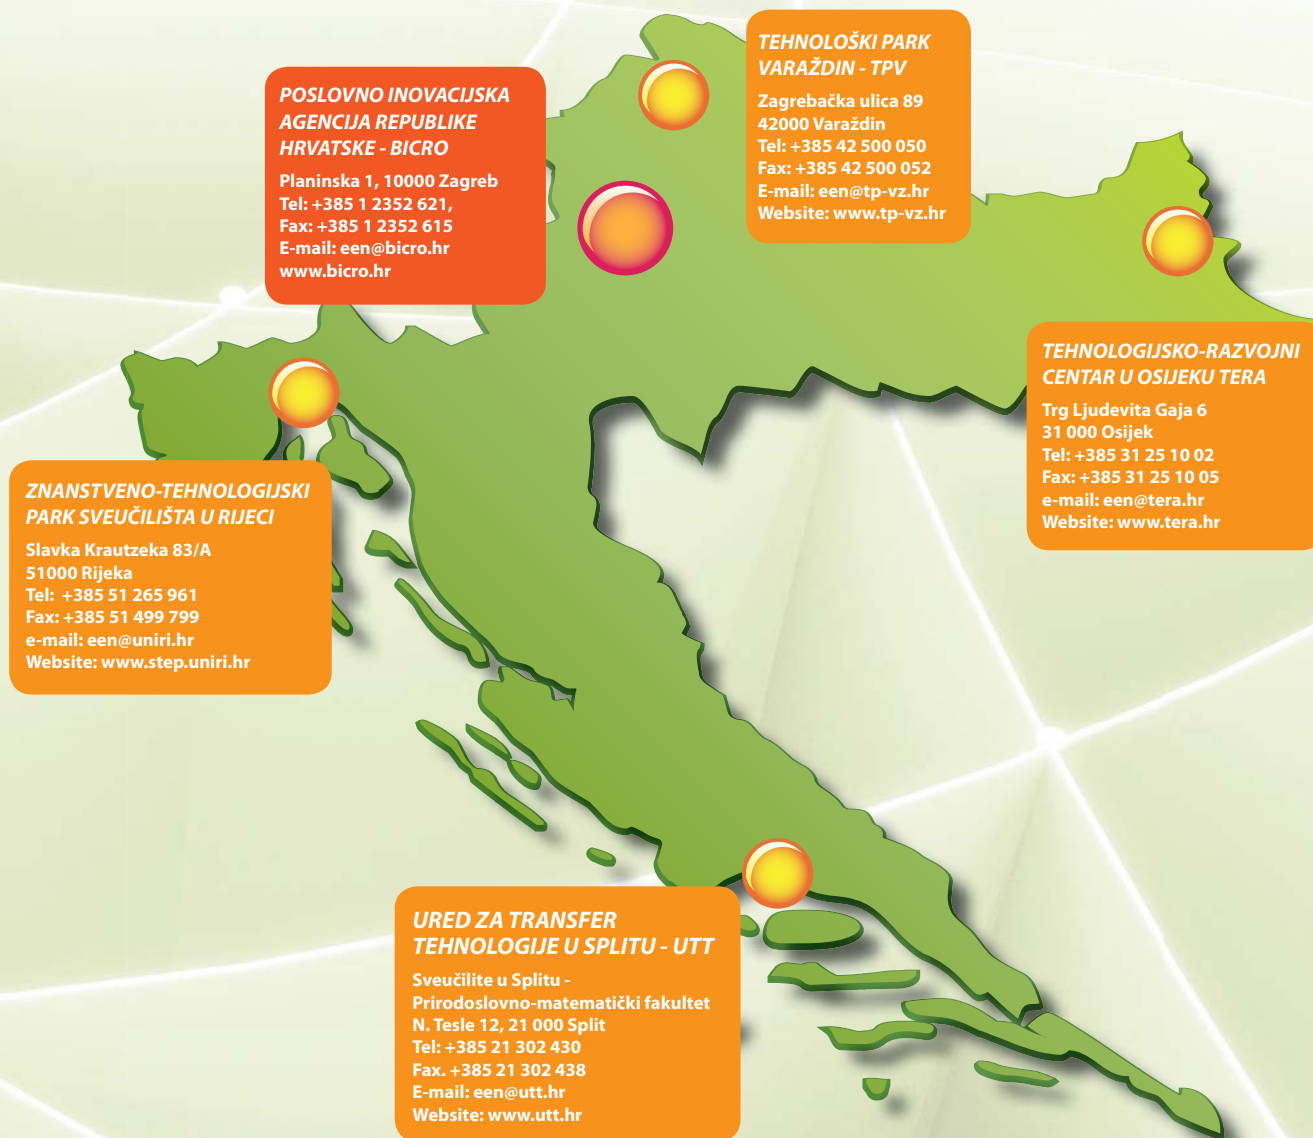 POSLOVNO INOVACIJSKA
AGENCIJA REPUBLIKE
HRVATSKE - BICRO
Planinska 1, 10000 Zagreb
Tel: +385 1 2352 621,
Fax: +385 1 2352 615
E-mail: een@bicro.hr
www.bicro.hr
TEHNOLOŠKI PARK
VARAŽDIN - TPV
Zagrebačka ulica 89
42000 Varaždin
Tel: +385 42 500 050
Fax: +385 42 500 052
E-mail: een@tp-vz.hr
Website: www.tp-vz.hr
TEHNOLOGIJSKO-RAZVOJNI
CENTAR U OSIJEKU TERA
Trg Ljudevita Gaja 6
31 000 Osijek
Tel: +385 31 25 10 02
Fax: +385 31 25 10 05
e-mail: een@tera.hr
Website: www.tera.hr
ZNANSTVENO-TEHNOLOGIJSKI
PARK SVEUČILIŠTA U RIJECI
Slavka Krautzeka 83/A
51000 Rijeka
Tel: +385 51 265 961
Fax: +385 51 499 799
e-mail: een@uniri.hr
Website: www.step.uniri.hr
URED ZA TRANSFER
TEHNOLOGIJE U SPLITU - UTT
Sveučilite u Splitu -
Prirodoslovno-matematički fakultet
N. Tesle 12, 21 000 Split
Tel: +385 21 302 430
Fax. +385 21 302 438
E-mail: een@utt.hr
Website: www.utt.hr